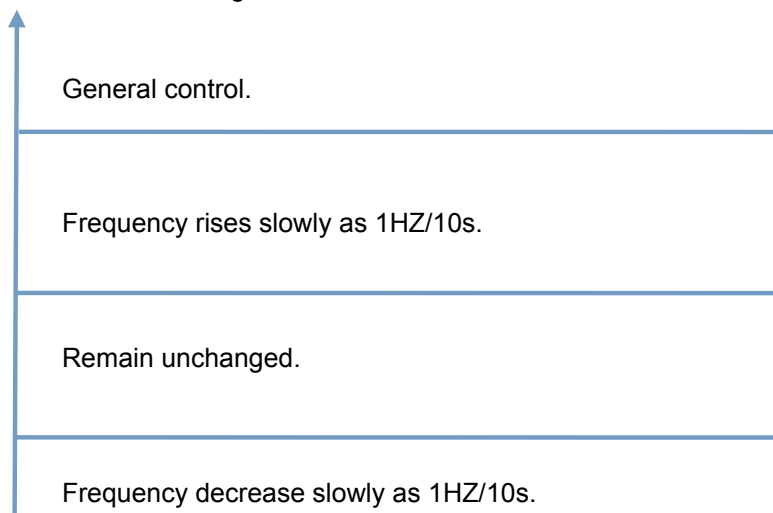 General control.
Frequency rises slowly as 1HZ/10s.
Remain unchanged.
Frequency decrease slowly as 1HZ/10s.